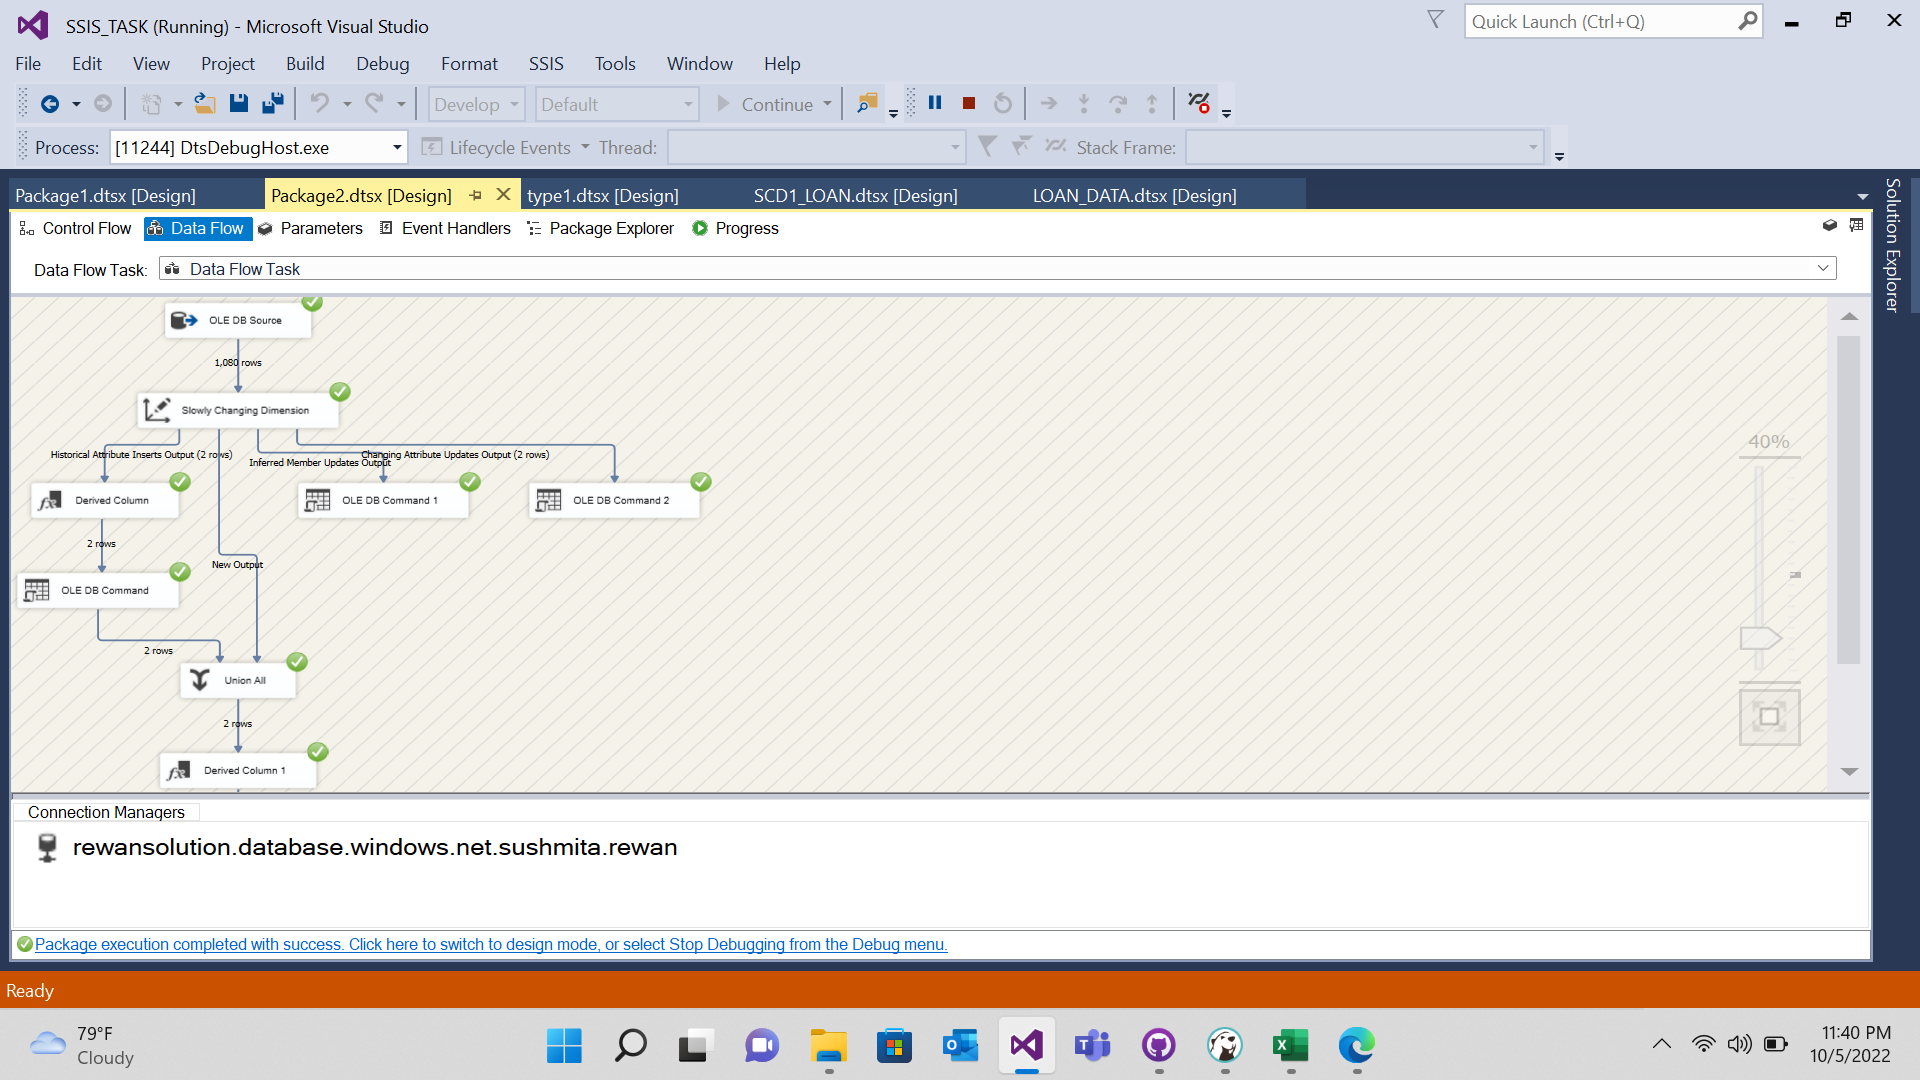 SSIS_TASK (Running) - Microsoft Visual Studio
Quick Launch (Ctrl+Q)
File Edit View Project Build Debug Format SSIS Tools Window Help
Develop Default Continue
Process: [11244] DtsDebugHost.exe Lifecycle Events Thread: Stack Frame:
Package1.dtsx [Design] Package2.dtsx [Design] type1.dtsx [Design] SCD1_LOAN.dtsx [Design] LOAN_DATA.dtsx [Design]
Solution Explorer
Control Flow Data Flow Parameters Event Handlers Package Explorer Progress
Data Flow Task: Data Flow Task
OLE DB Source
1,080 rows
Slowly Changing Dimension
40%
Historical Attribute Inserts Output (2 rows)
Inferred Member Updates Output
Changing Attribute Updates Output (2 rows)
Derived Column
OLE DB Command 1
OLE DB Command 2
2 rows
New Output
OLE DB Command
2 rows
Union All
2 rows
Derived Column 1
Connection Managers
rewansolution.database.windows.net.sushmita.rewan
Package execution completed with success. Click here to switch to design mode, or select Stop Debugging from the Debug menu.
Ready
79°F
Cloudy
11:40 PM
10/5/2022